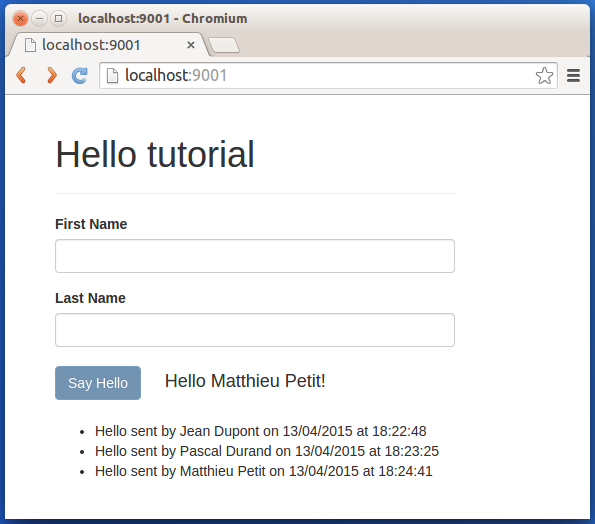 localhost:9001 - Chromium
localhost:9001
localhost:9001
Hello tutorial
First Name
Last Name
Say Hello Hello Matthieu Petit!
• Hello sent by Jean Dupont on 13/04/2015 at 18:22:48
• Hello sent by Pascal Durand on 13/04/2015 at 18:23:25
• Hello sent by Matthieu Petit on 13/04/2015 at 18:24:41